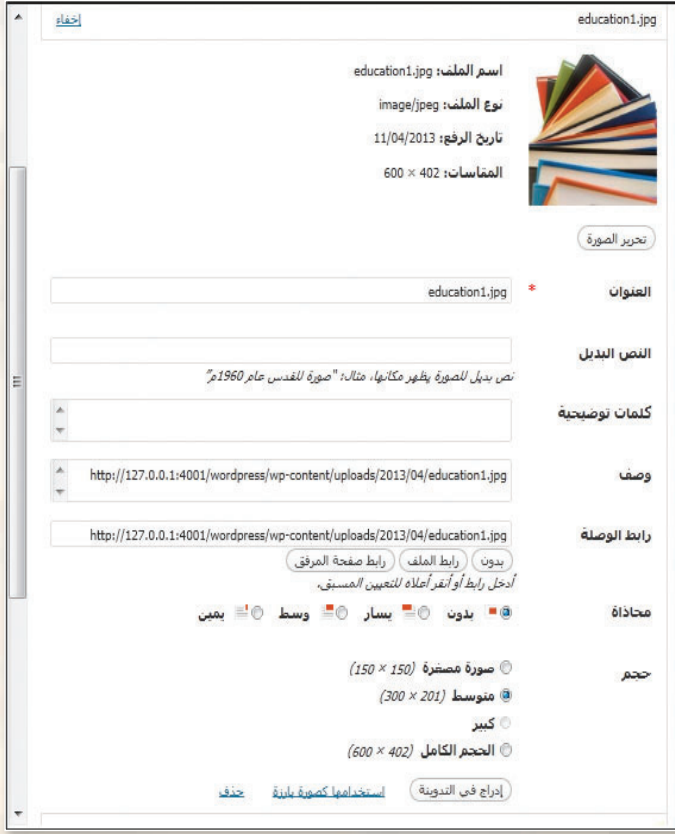 education1.jpg إخفاء
اسم الملف: education1.jpg
نوع الملف: image/jpeg
تاريخ الرفع: 11/04/2013
المقاسات: 402 × 600
تحرير الصورة
العنوان * education1.jpg
النص البديل
نص بديل للصورة يظهر مكانها، مثال: "صورة للقدس عام 1960م"
كلمات توضيحية
وصف http://127.0.0.1:4001/wordpress/wp-content/uploads/2013/04/education1.jpg
رابط الوصلة http://127.0.0.1:4001/wordpress/wp-content/uploads/2013/04/education1.jpg
بدون رابط الملف رابط صفحة المرفق
أدخل رابط أو أنقر أعلاه للتعيين المسبق.
محاذاة بدون يسار وسط يمين
حجم صورة مصغرة (150 × 150)
متوسط (201 × 300)
كبير
الحجم الكامل (402 × 600)
إدراج في التدوينة استخدامها كصورة بارزة حذف